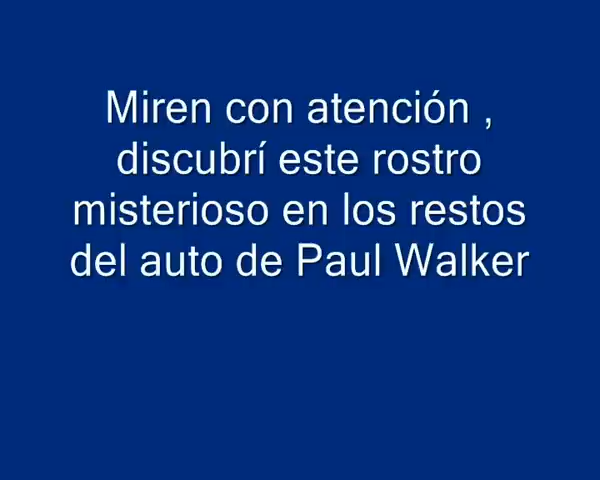 Miren con atención ,
discubrí este rostro
misterioso en los restos
del auto de Paul Walker